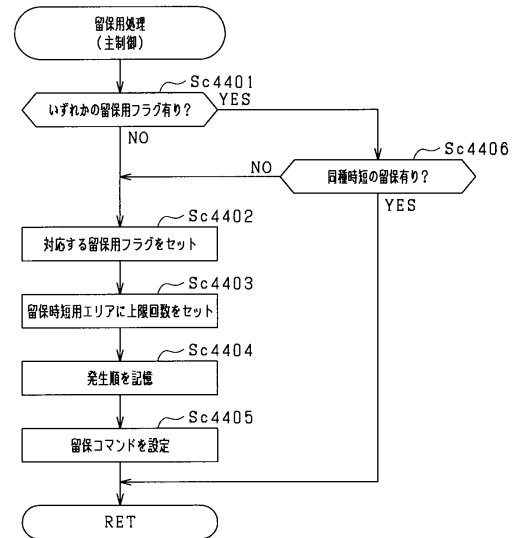 留保用処理
(主制御)
Sc4401
いずれかの留保用フラグ有り?
YES
NO
Sc4406
NO
同種時短の留保有り?
YES
Sc4402
対応する留保用フラグをセット
Sc4403
留保時短用エリアに上限回数をセット
Sc4404
発生順を記憶
Sc4405
留保コマンドを設定
RET